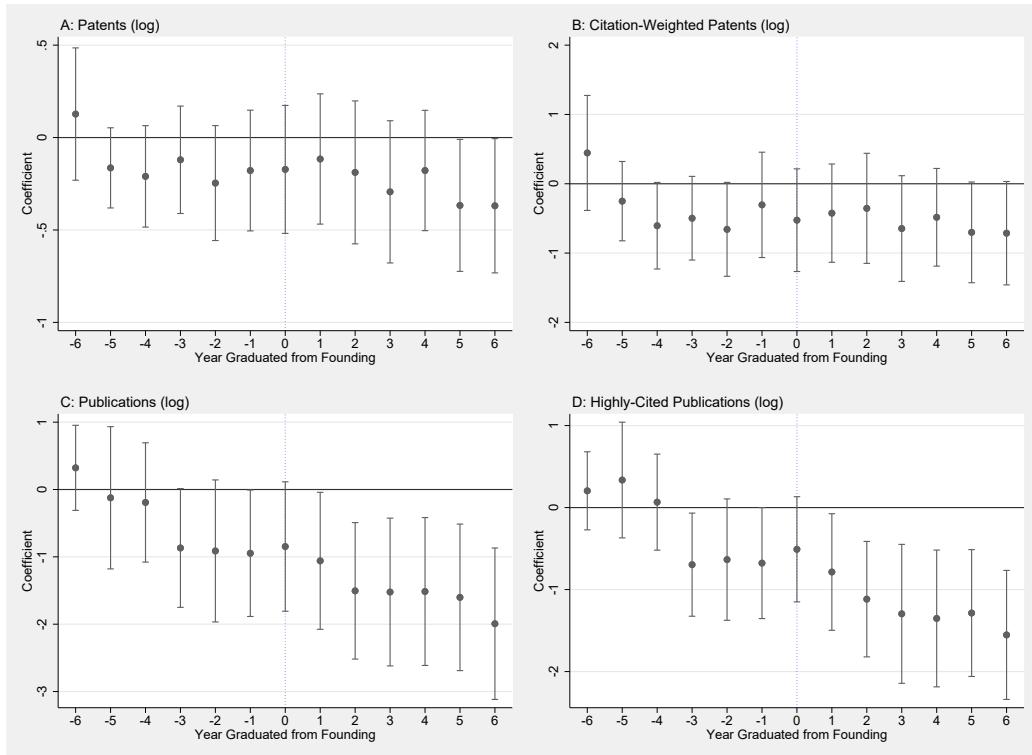 A: Patents (log)
Coefficient
.5
0
-.5
-1
-6 -5 -4 -3 -2 -1 0 1 2 3 4 5 6
Year Graduated from Founding
B: Citation-Weighted Patents (log)
Coefficient
2
1
0
-1
-2
-6 -5 -4 -3 -2 -1 0 1 2 3 4 5 6
Year Graduated from Founding
C: Publications (log)
Coefficient
1
0
-1
-2
-3
-6 -5 -4 -3 -2 -1 0 1 2 3 4 5 6
Year Graduated from Founding
D: Highly-Cited Publications (log)
Coefficient
1
0
-1
-2
-6 -5 -4 -3 -2 -1 0 1 2 3 4 5 6
Year Graduated from Founding